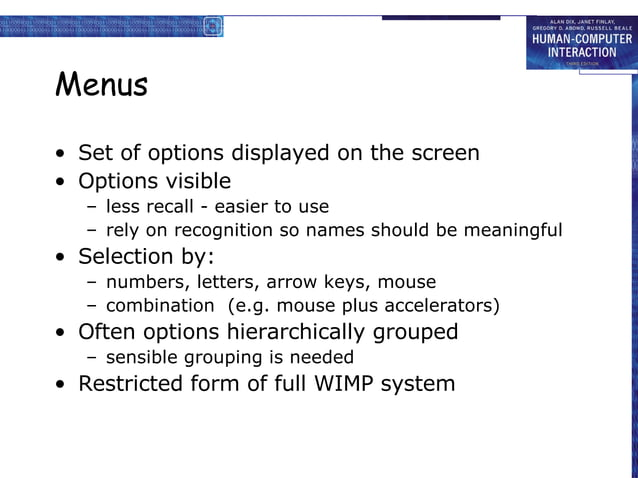 ALAN DIX, JANET FINLAY,
GREGORY D. ABOWD, RUSSELL BEALE
HUMAN-COMPUTER
INTERACTION
THIRD EDITION
Menus
• Set of options displayed on the screen
• Options visible
– less recall - easier to use
– rely on recognition so names should be meaningful
• Selection by:
– numbers, letters, arrow keys, mouse
– combination (e.g. mouse plus accelerators)
• Often options hierarchically grouped
– sensible grouping is needed
• Restricted form of full WIMP system